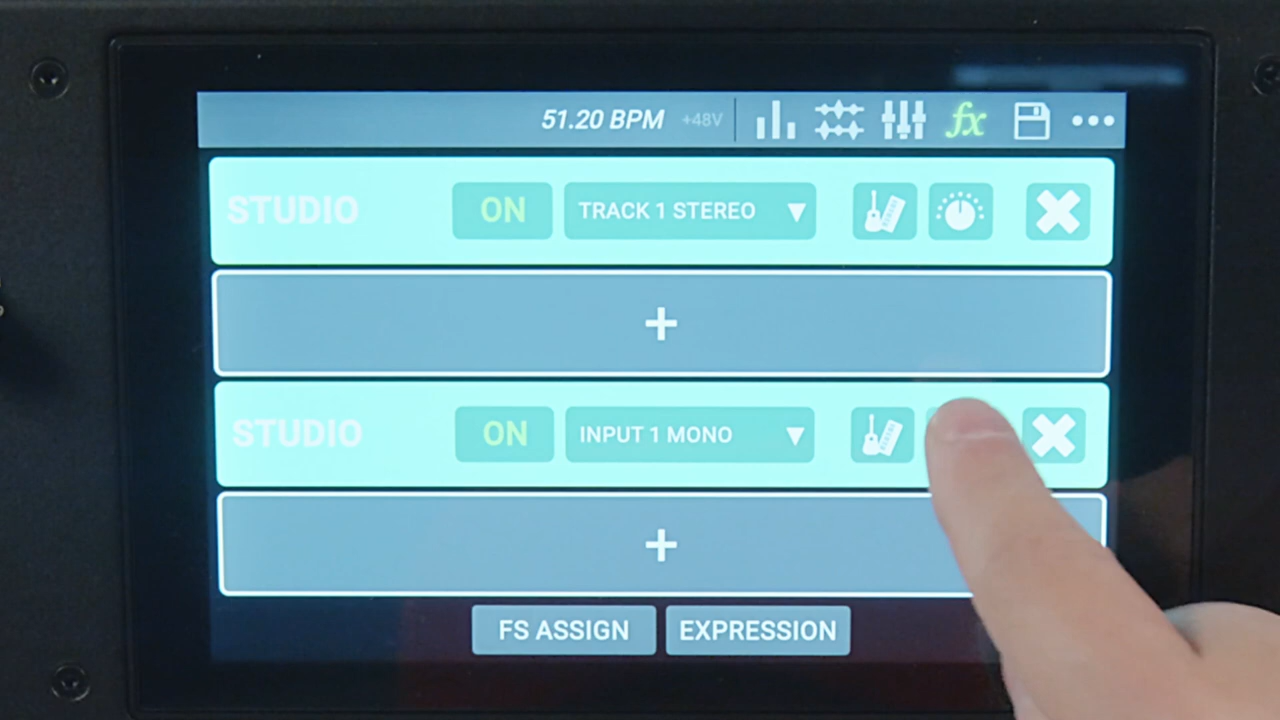 51.20 BPM +48V fx
STUDIO ON TRACK 1 STEREO
+
STUDIO ON INPUT 1 MONO
+
FS ASSIGN EXPRESSION